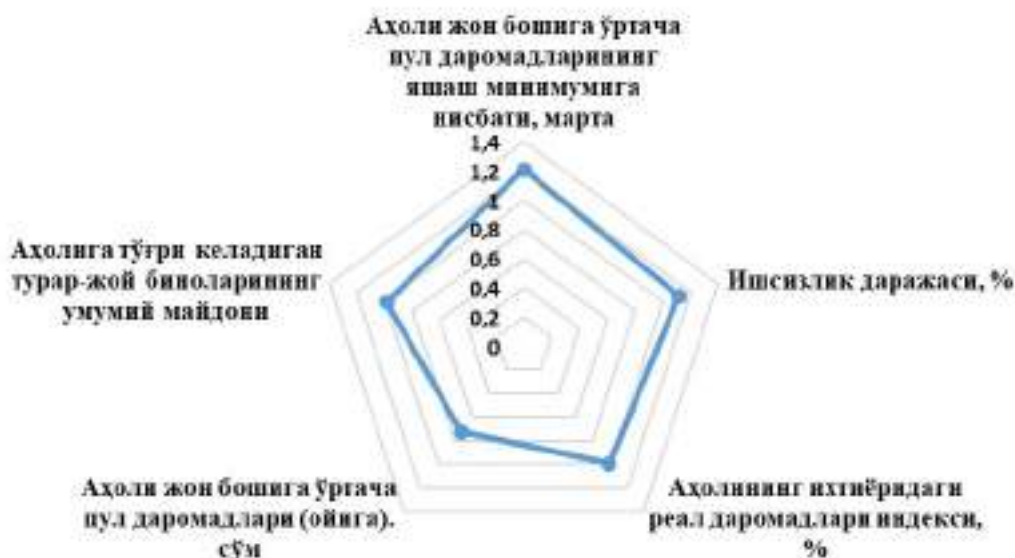 Аҳоли жон бошига ўртача
пул даромадларининг
яшаш минимумига
нисбати, марта
1,4
1,2
1
0,8
0,6
0,4
0,2
0
Ишсизлик даражаси, %
Аҳолининг ихтиёридаги
реал даромадлари индекси,
%
Аҳоли жон бошига ўртача
пул даромадлари (ойига).
сўм
Аҳолига тўғри келадиган
турар-жой биноларининг
умумий майдони